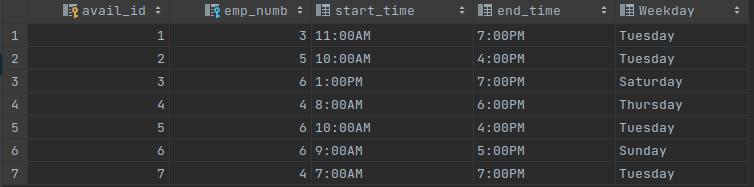 avail_id emp_numb start_time end_time Weekday
1 1 3 11:00AM 7:00PM Tuesday
2 2 5 10:00AM 4:00PM Tuesday
3 3 6 1:00PM 7:00PM Saturday
4 4 4 8:00AM 6:00PM Thursday
5 5 6 10:00AM 4:00PM Tuesday
6 6 6 9:00AM 5:00PM Sunday
7 7 4 7:00AM 7:00PM Tuesday